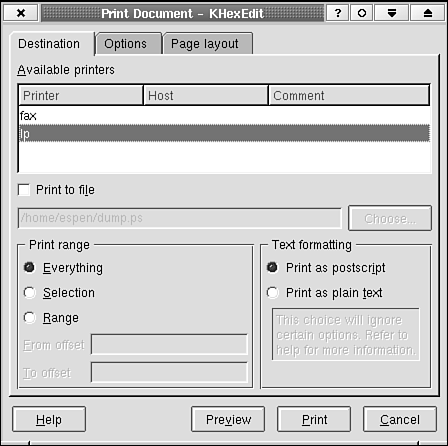 Print Document - KHexEdit
Destination Options Page layout
Available printers
Printer Host Comment
fax
lp
Print to file
/home/espen/dump.ps Choose...
Print range
Everything
Selection
Range
From offset
To offset
Text formatting
Print as postscript
Print as plain text
This choice will ignore
certain options. Refer to
help for more information.
Help Preview Print Cancel